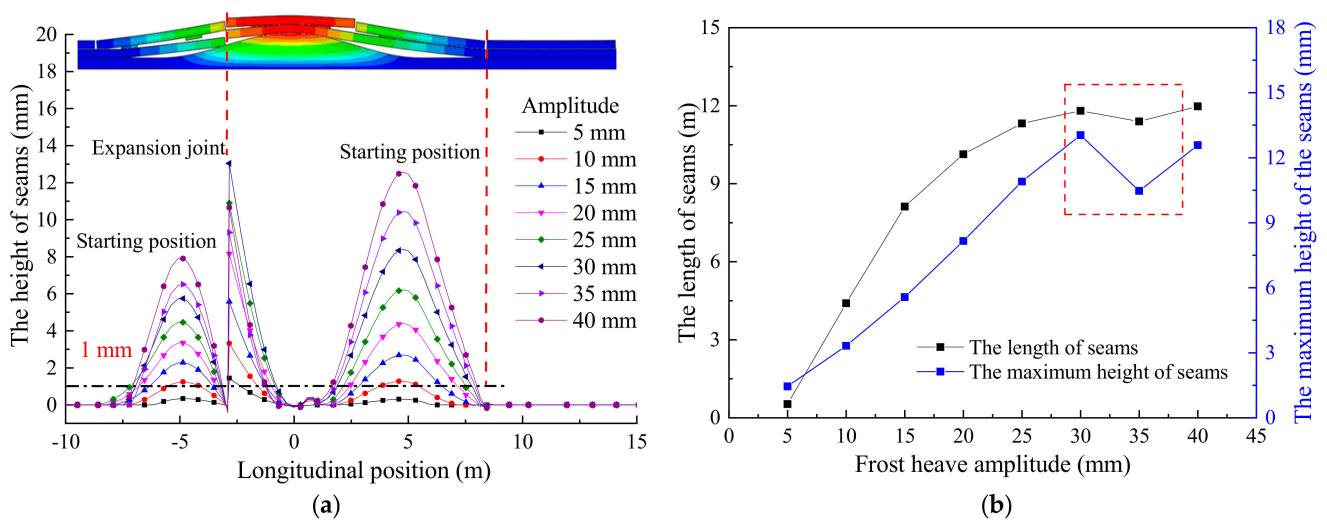 The height of seams (mm)
20
18
16
14
12
10
8
6
4
2
0
Expansion joint
Starting position
Starting position
1 mm
Amplitude
5 mm
10 mm
15 mm
20 mm
25 mm
30 mm
35 mm
40 mm
-10
-5
0
5
10
15
Longitudinal position (m)
(a)
The length of seams (m)
15
12
9
6
3
0
The length of seams
The maximum height of seams
0
5
10
15
20
25
30
35
40
45
Frost heave amplitude (mm)
18
15
12
9
6
3
0
The maximum height of the seams (mm)
(b)